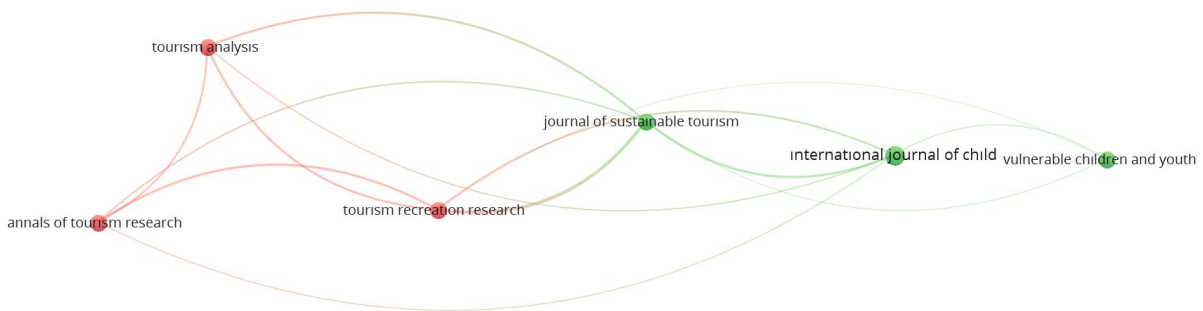 tourism analysis
journal of sustainable tourism
international journal of child
vulnerable children and youth
tourism recreation research
annals of tourism research